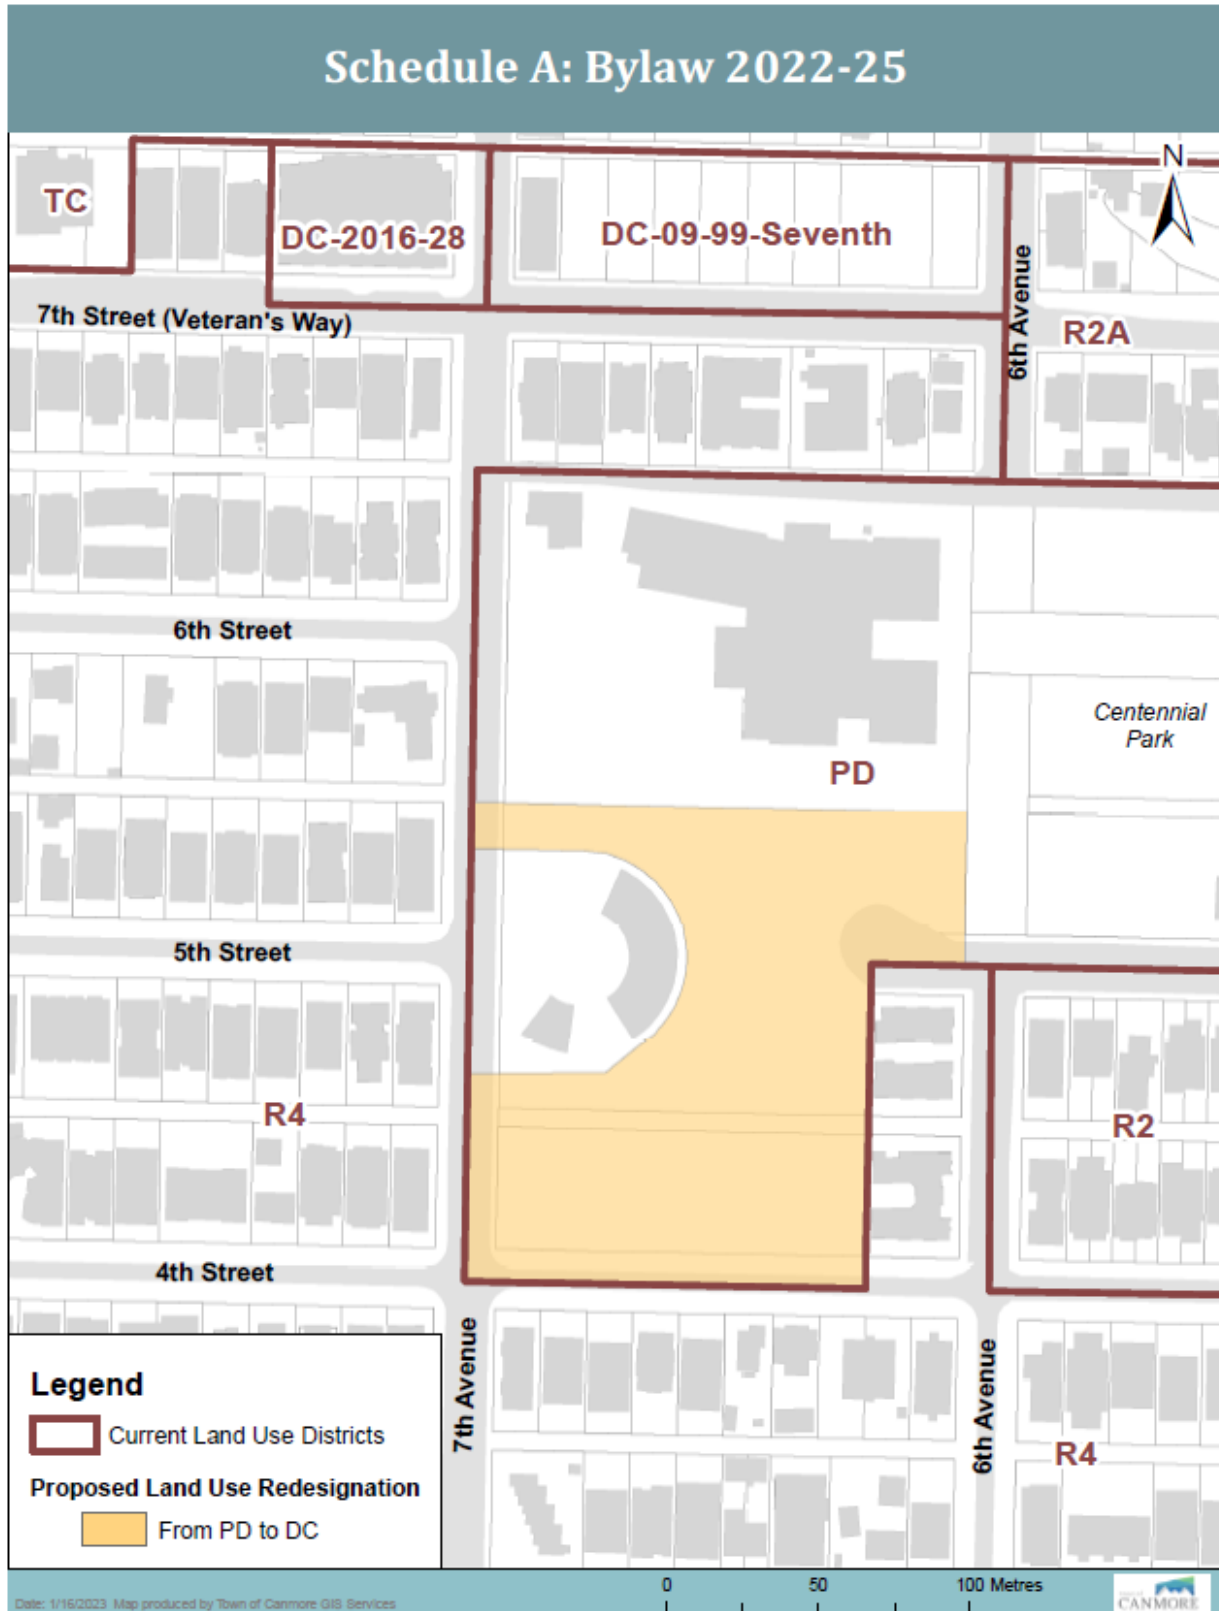 Schedule A: Bylaw 2022-25
N
TC
DC-2016-28
DC-09-99-Seventh
6th Avenue
7th Street (Veteran's Way)
R2A
6th Street
Centennial
Park
PD
5th Street
R4
R2
4th Street
7th Avenue
6th Avenue
R4
Legend
Current Land Use Districts
Proposed Land Use Redesignation
From PD to DC
0 50 100 Metres
Date: 1/16/2023 Map produced by Town of Canmore GIS Services
CANMORE